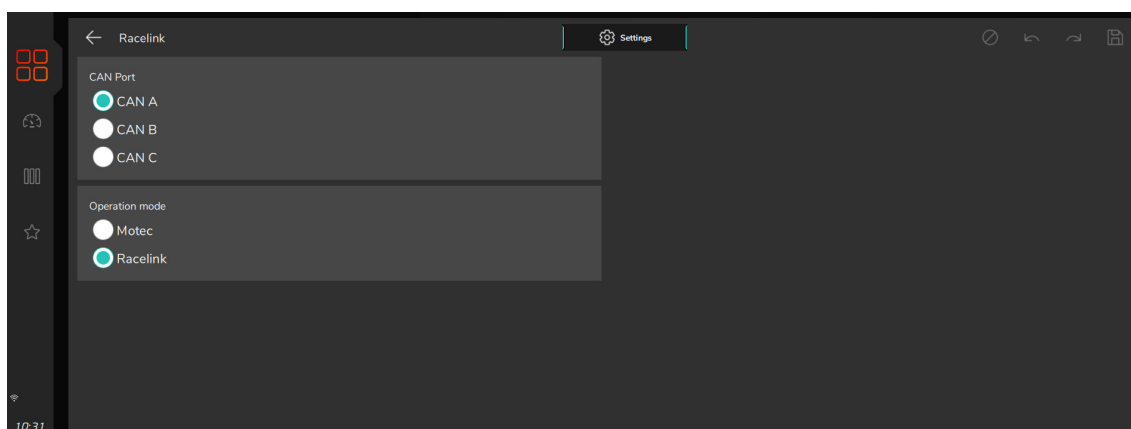 Racelink
Settings
CAN Port
CAN A
CAN B
CAN C
Operation mode
Motec
Racelink
10:31